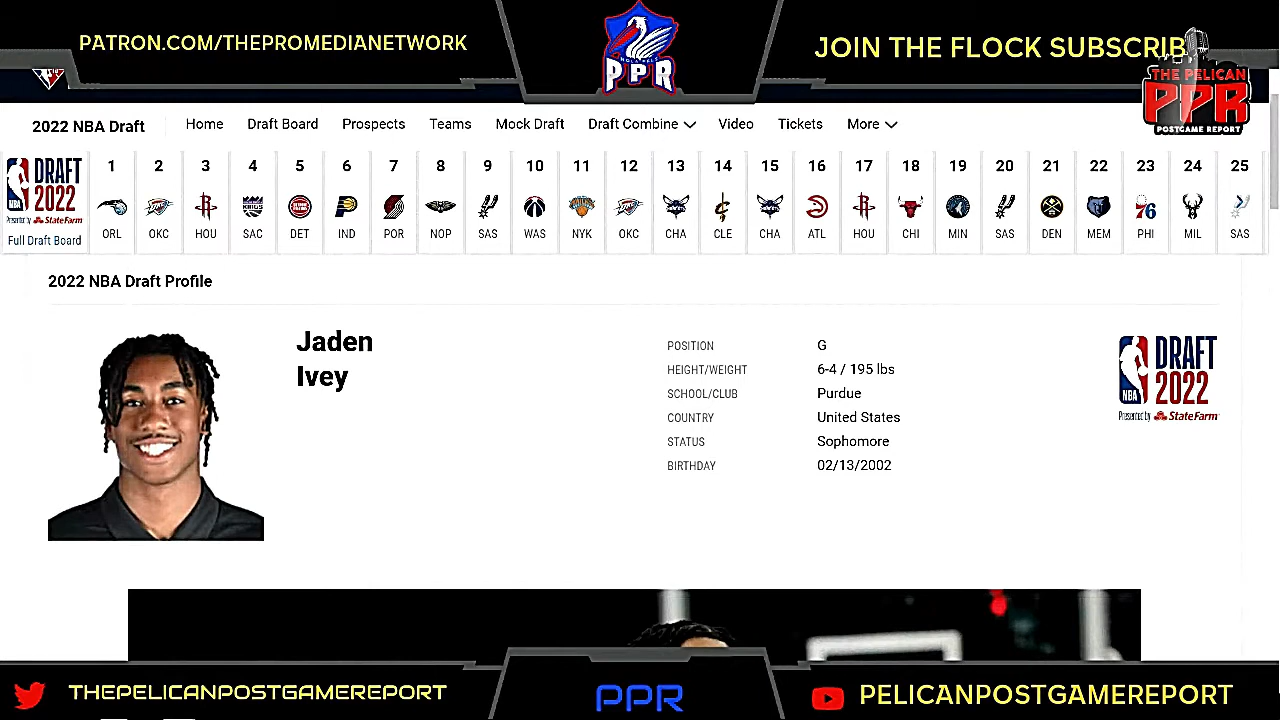 PATRON.COM/THEPROMEDIANETWORK
PPR
JOIN THE FLOCK SUBSCRIB
THE PELICAN
PPR
POSTGAME REPORT
2022 NBA Draft
Home Draft Board Prospects Teams Mock Draft Draft Combine Video Tickets More
NBA DRAFT 2022
Presented by State Farm
Full Draft Board
1 2 3 4 5 6 7 8 9 10 11 12 13 14 15 16 17 18 19 20 21 22 23 24 25
ORL OKC HOU SAC DET IND POR NOP SAS WAS NYK OKC CHA CLE CHA ATL HOU CHI MIN SAS DEN MEM PHI MIL SAS
2022 NBA Draft Profile
Jaden
Ivey
POSITION G
HEIGHT/WEIGHT 6-4 / 195 lbs
SCHOOL/CLUB Purdue
COUNTRY United States
STATUS Sophomore
BIRTHDAY 02/13/2002
NBA DRAFT 2022
Presented by State Farm
THEPELICANPOSTGAMEREPORT
PPR
PELICANPOSTGAMEREPORT